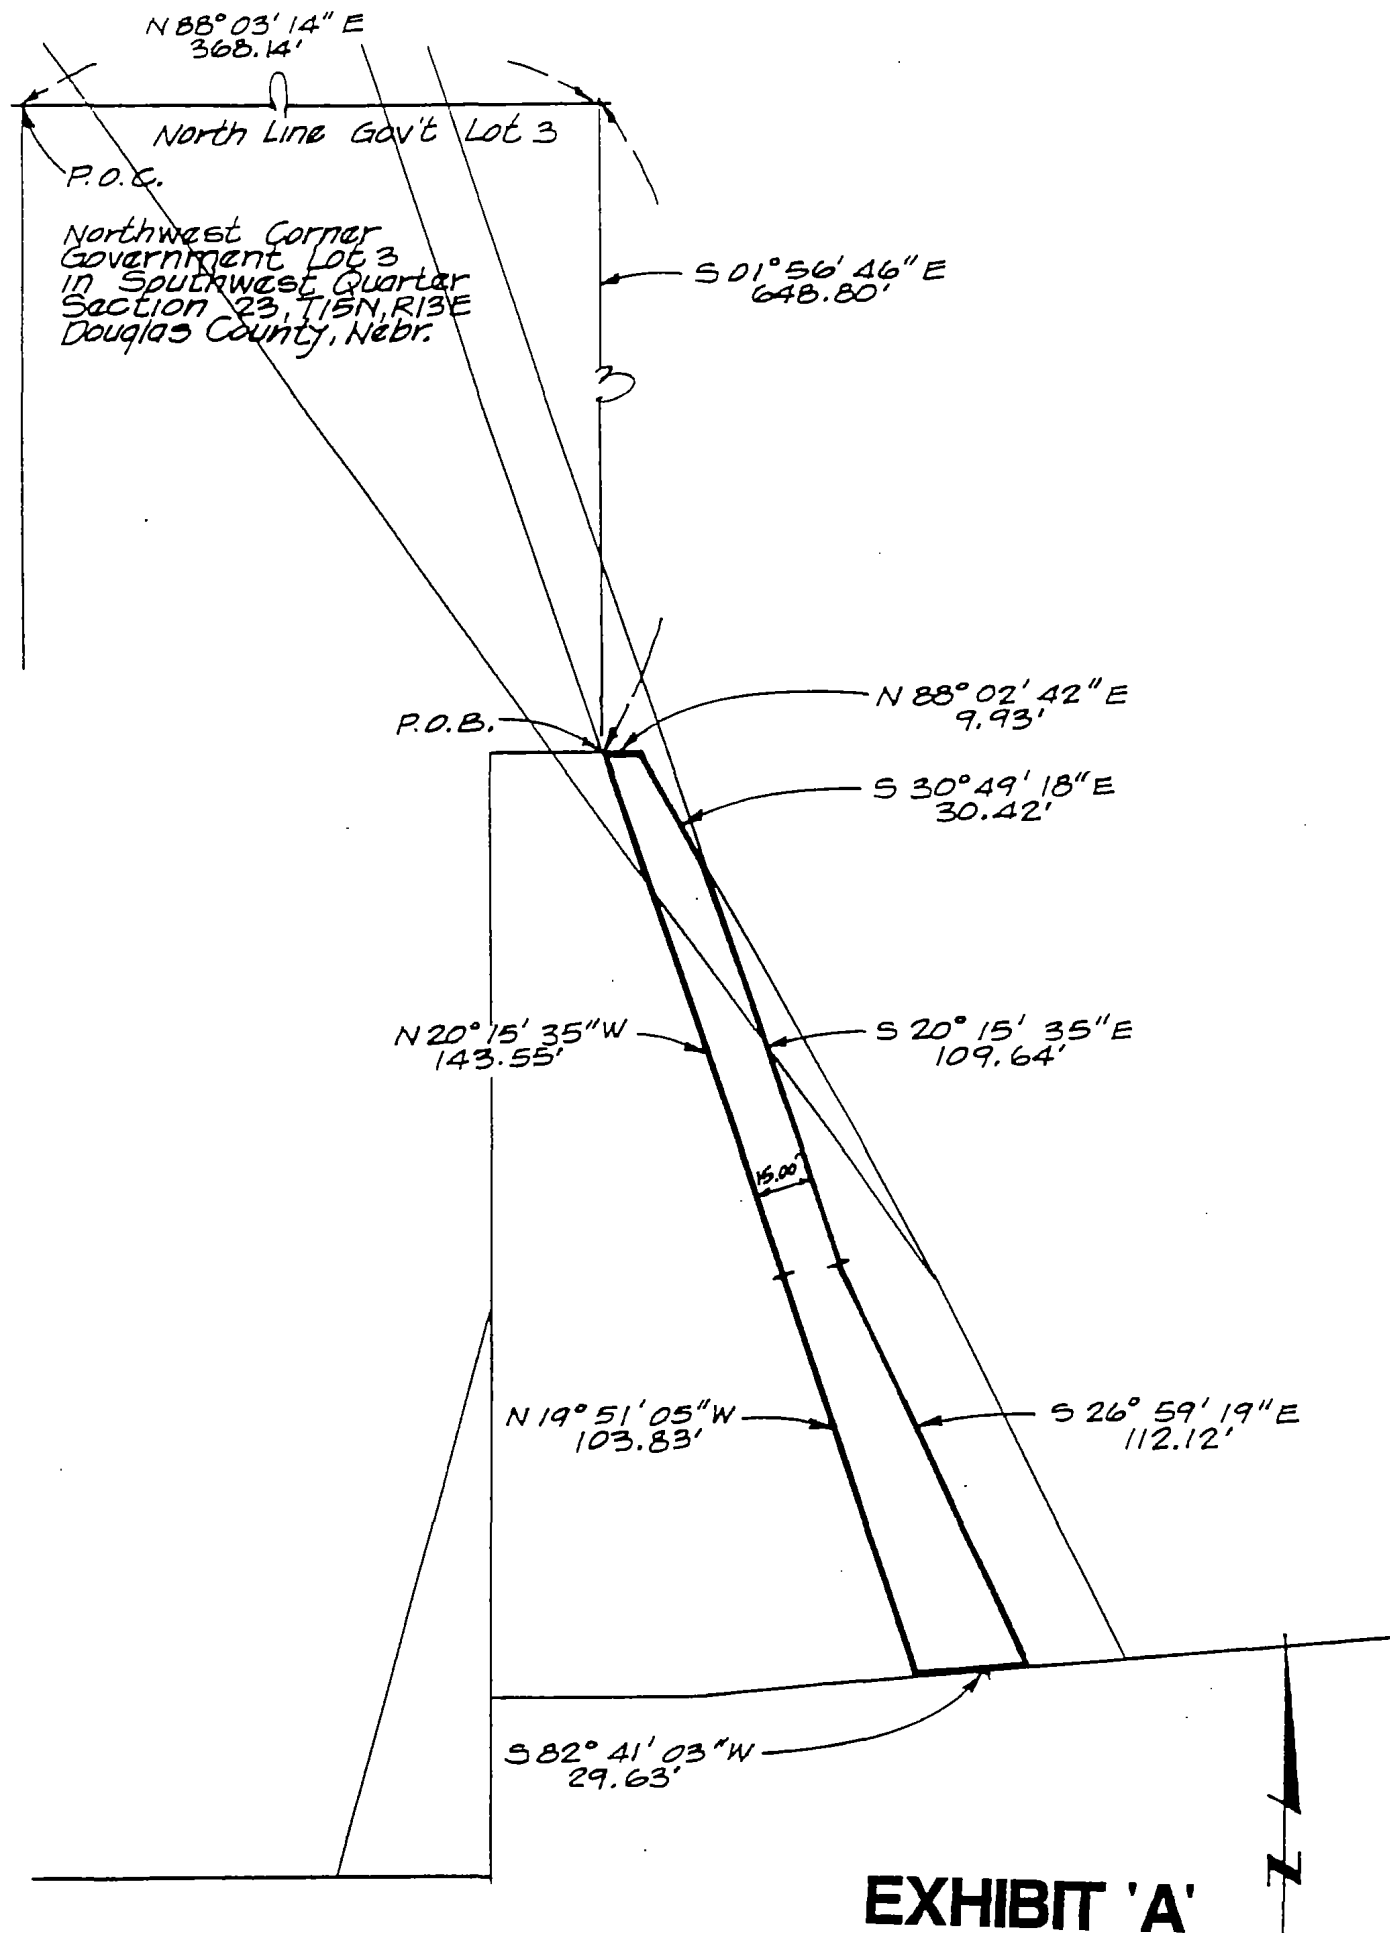 N 88° 03' 14" E
368.14'
North Line Gov't Lot 3
P.O.C.
Northwest Corner
Government Lot 3
in Southwest Quarter
Section 23, T15N, R13E
Douglas County, Nebr.
S 01° 56' 46" E
648.80'
N 88° 02' 42" E
9.93'
P.O.B.
S 30° 49' 18" E
30.42'
N 20° 15' 35" W
143.55'
S 20° 15' 35" E
109.64'
15.00'
N 19° 51' 05" W
103.83'
S 26° 59' 19" E
112.12'
S 82° 41' 03" W
29.63'
N
EXHIBIT 'A'